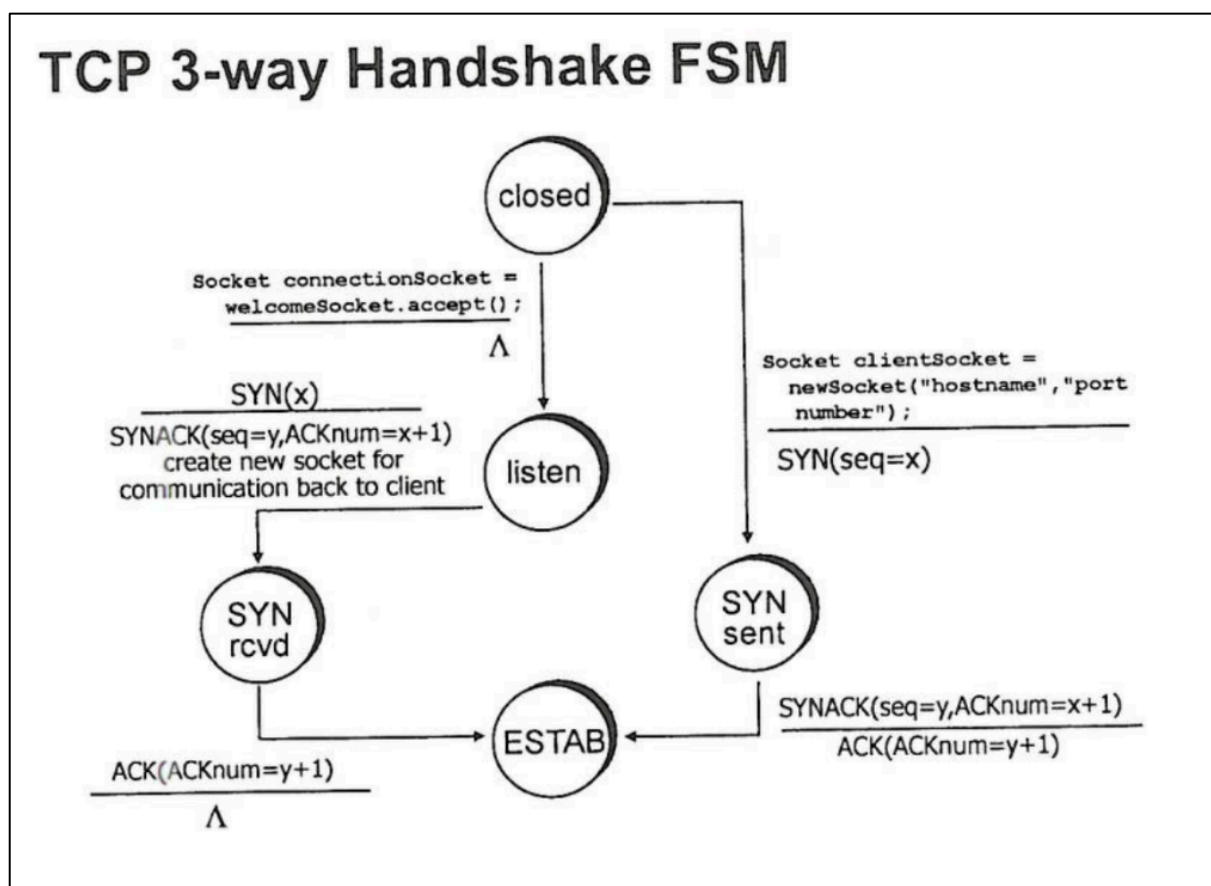 TCP 3-way Handshake FSM
closed
Socket connectionSocket =
welcomeSocket.accept();
Λ
Socket clientSocket =
newSocket("hostname","port
number");
SYN(seq=x)
SYN(x)
SYNACK(seq=y,ACKnum=x+1)
create new socket for
communication back to client
listen
SYN
rcvd
SYN
sent
SYNACK(seq=y,ACKnum=x+1)
ACK(ACKnum=y+1)
ESTAB
ACK(ACKnum=y+1)
Λ